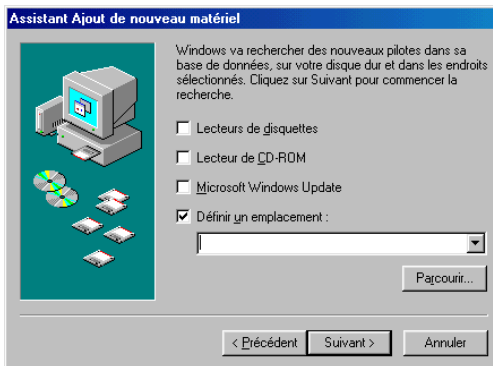 Assistant Ajout de nouveau matériel
Windows va rechercher des nouveaux pilotes dans sa
base de données, sur votre disque dur et dans les endroits
sélectionnés. Cliquez sur Suivant pour commencer la
recherche.
Lecteurs de disquettes
Lecteur de CD-ROM
Microsoft Windows Update
Définir un emplacement :
Parcourir...
< Précédent
Suivant >
Annuler